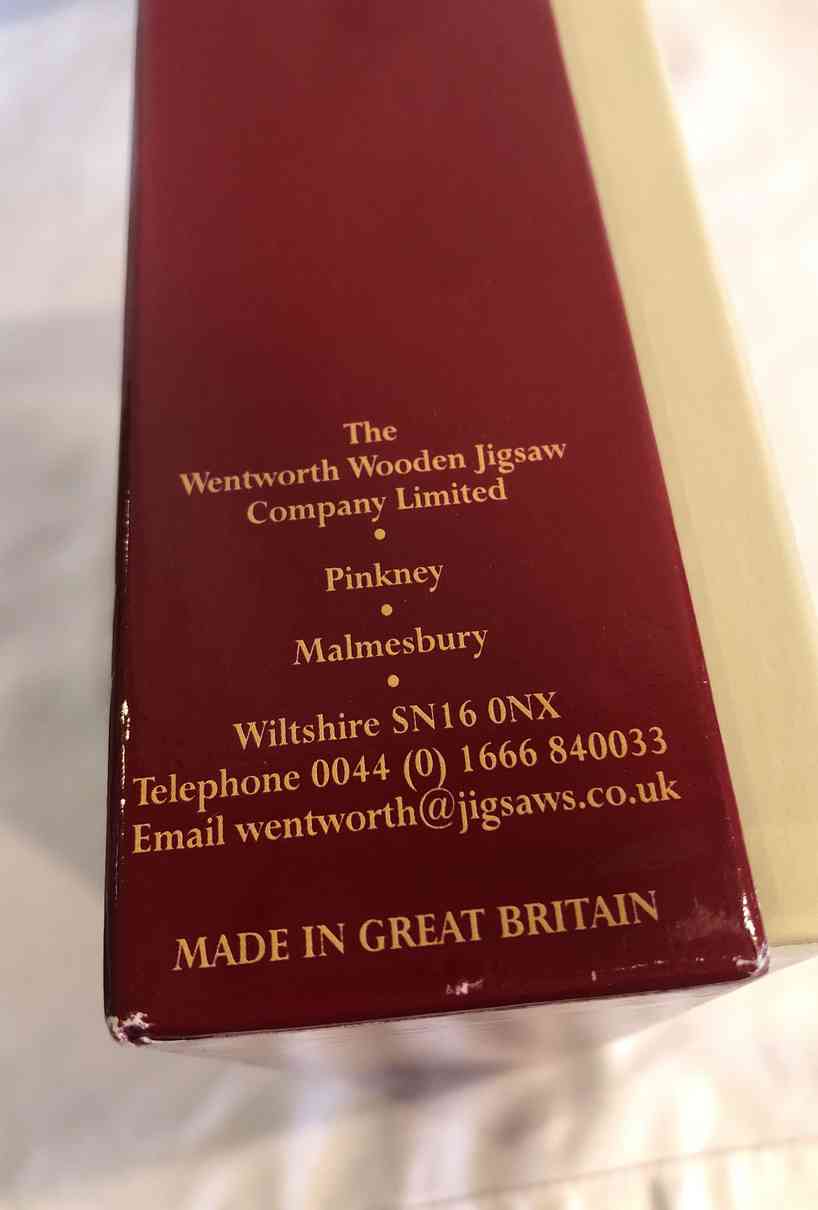 The
Wentworth Wooden Jigsaw
Company Limited
•
Pinkney
•
Malmesbury
•
Wiltshire SN16 0NX
Telephone 0044 (0) 1666 840033
Email wentworth@jigsaws.co.uk
MADE IN GREAT BRITAIN